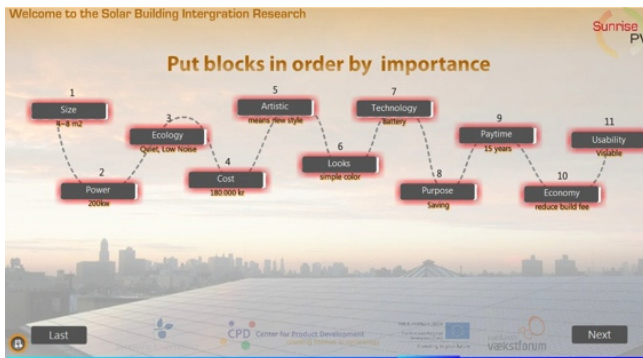 Welcome to the Solar Building Intergration Research
Sunrise
PV
Put blocks in order by importance
1
Size
4~8 m2
2
Power
200kw
3
Ecology
Quiet, Low Noise
4
Cost
180.000 kr
5
Artistic
means new style
6
Looks
simple color
7
Technology
Battery
8
Purpose
Saving
9
Paytime
15 years
10
Economy
reduce build fee
11
Usability
Visiable
Last
CPD Center for Product Development
vækstforum
Next